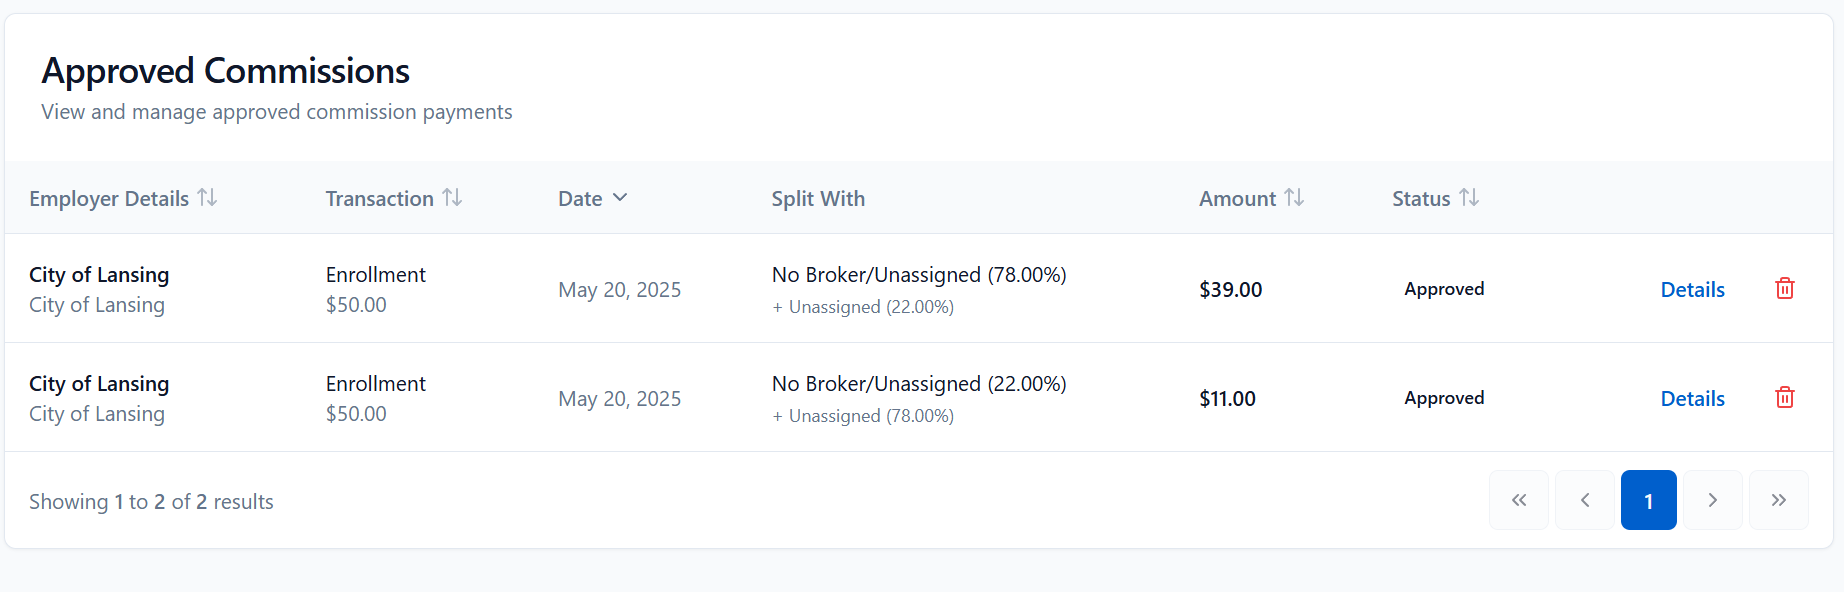 Approved Commissions
View and manage approved commission payments
Employer Details Transaction Date Split With Amount Status
City of Lansing Enrollment May 20, 2025 No Broker/Unassigned (78.00%) $39.00 Approved Details
City of Lansing $50.00 + Unassigned (22.00%)
City of Lansing Enrollment May 20, 2025 No Broker/Unassigned (22.00%) $11.00 Approved Details
City of Lansing $50.00 + Unassigned (78.00%)
Showing 1 to 2 of 2 results « ‹ 1 › »